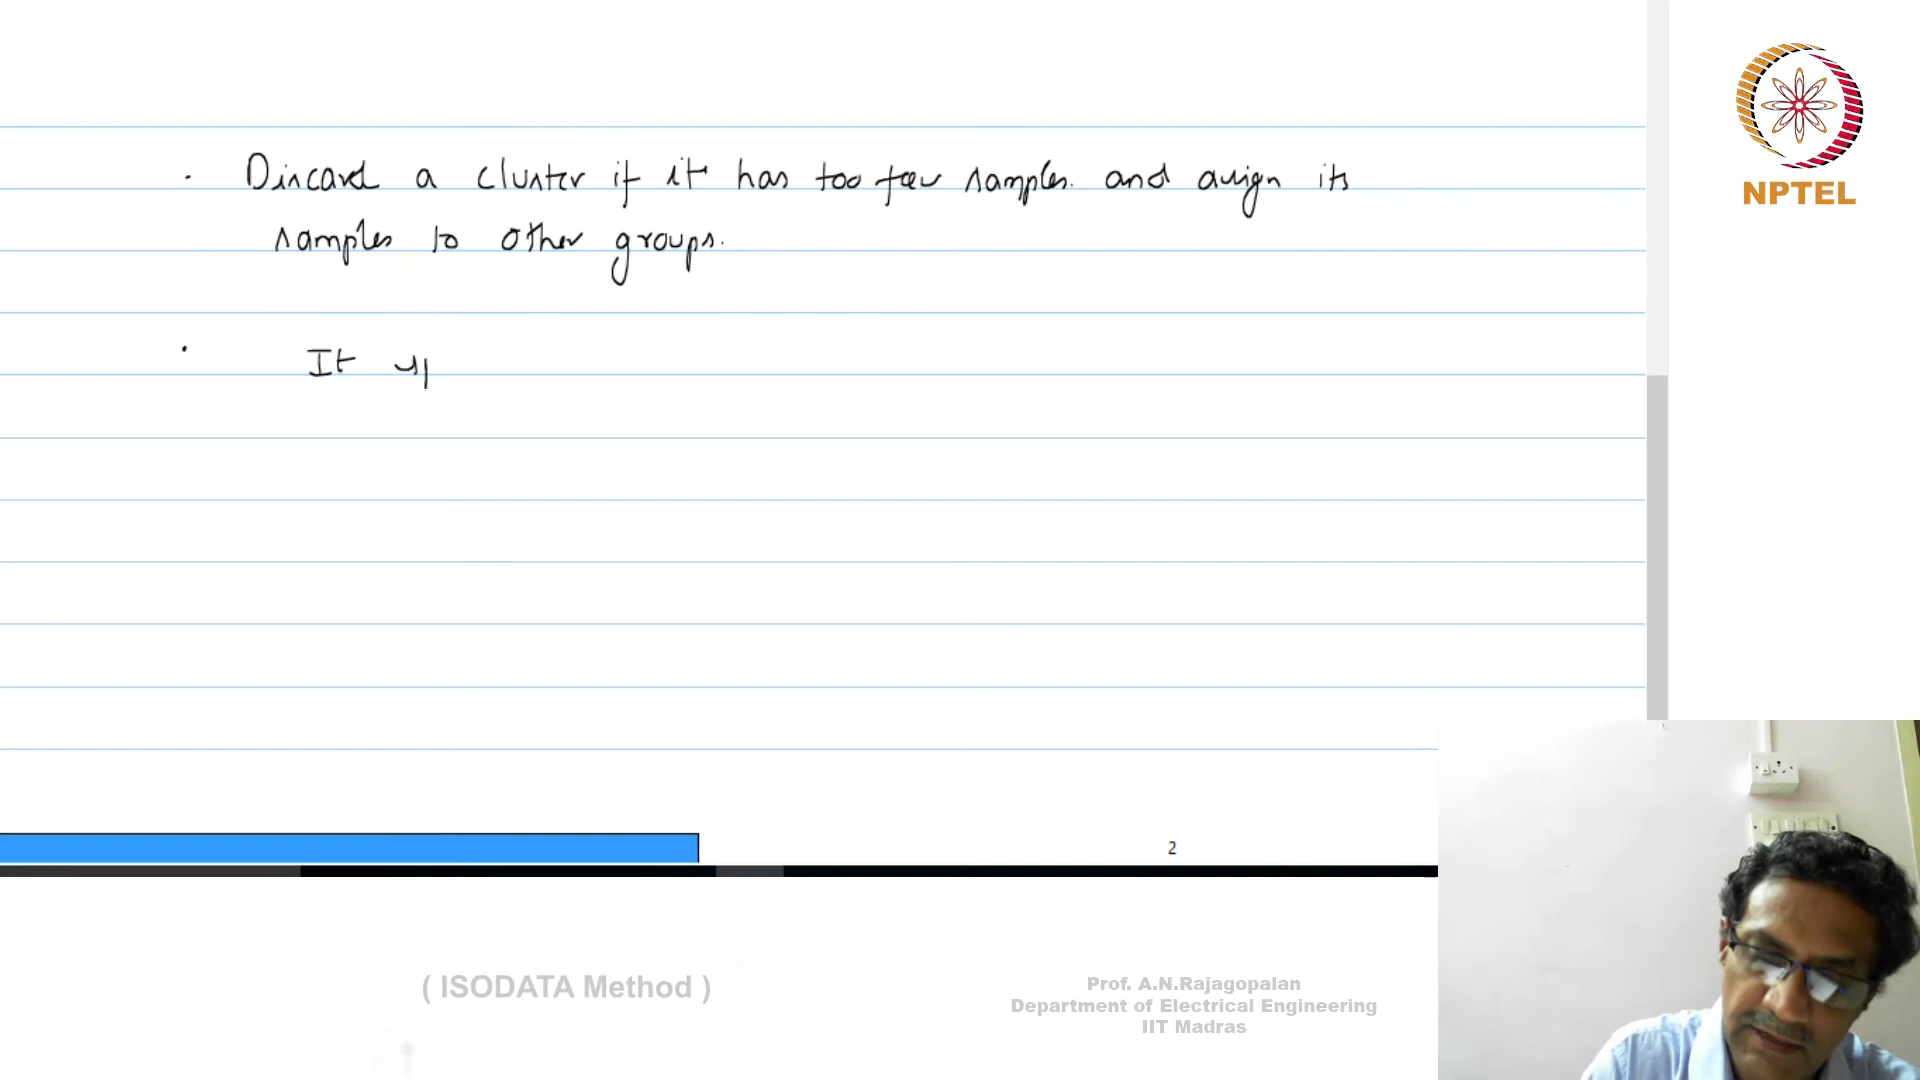 NPTEL
· Discard a cluster if it has too few samples. and assign its
samples to other groups.
· It
2
( ISODATA Method )
Prof. A.N.Rajagopalan
Department of Electrical Engineering
IIT Madras